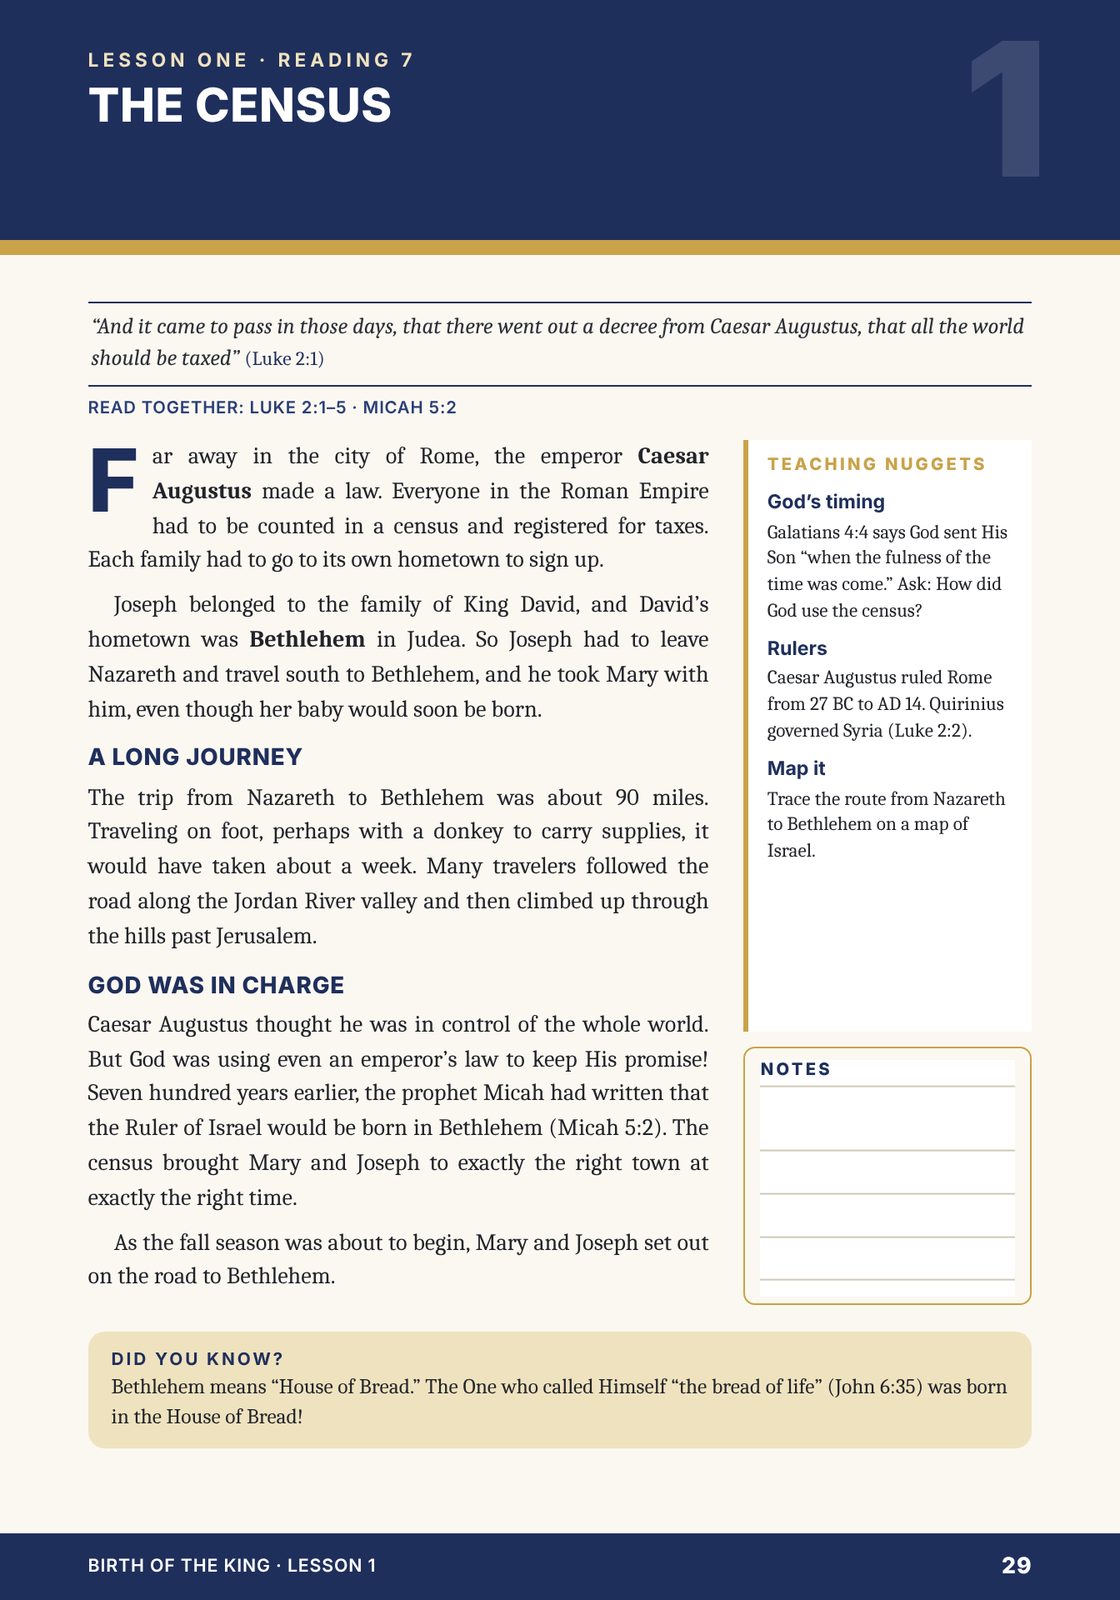 LESSON ONE · READING 7
THE CENSUS
1
“And it came to pass in those days, that there went out a decree from Caesar Augustus, that all the world
should be taxed” (Luke 2:1)
READ TOGETHER: LUKE 2:1–5 · MICAH 5:2
Far away in the city of Rome, the emperor Caesar
Augustus made a law. Everyone in the Roman Empire
had to be counted in a census and registered for taxes.
Each family had to go to its own hometown to sign up.
Joseph belonged to the family of King David, and David’s
hometown was Bethlehem in Judea. So Joseph had to leave
Nazareth and travel south to Bethlehem, and he took Mary with
him, even though her baby would soon be born.
A LONG JOURNEY
The trip from Nazareth to Bethlehem was about 90 miles.
Traveling on foot, perhaps with a donkey to carry supplies, it
would have taken about a week. Many travelers followed the
road along the Jordan River valley and then climbed up through
the hills past Jerusalem.
GOD WAS IN CHARGE
Caesar Augustus thought he was in control of the whole world.
But God was using even an emperor’s law to keep His promise!
Seven hundred years earlier, the prophet Micah had written that
the Ruler of Israel would be born in Bethlehem (Micah 5:2). The
census brought Mary and Joseph to exactly the right town at
exactly the right time.
As the fall season was about to begin, Mary and Joseph set out
on the road to Bethlehem.
TEACHING NUGGETS
God’s timing
Galatians 4:4 says God sent His
Son “when the fulness of the
time was come.” Ask: How did
God use the census?
Rulers
Caesar Augustus ruled Rome
from 27 BC to AD 14. Quirinius
governed Syria (Luke 2:2).
Map it
Trace the route from Nazareth
to Bethlehem on a map of
Israel.
NOTES
DID YOU KNOW?
Bethlehem means “House of Bread.” The One who called Himself “the bread of life” (John 6:35) was born
in the House of Bread!
BIRTH OF THE KING · LESSON 1
29